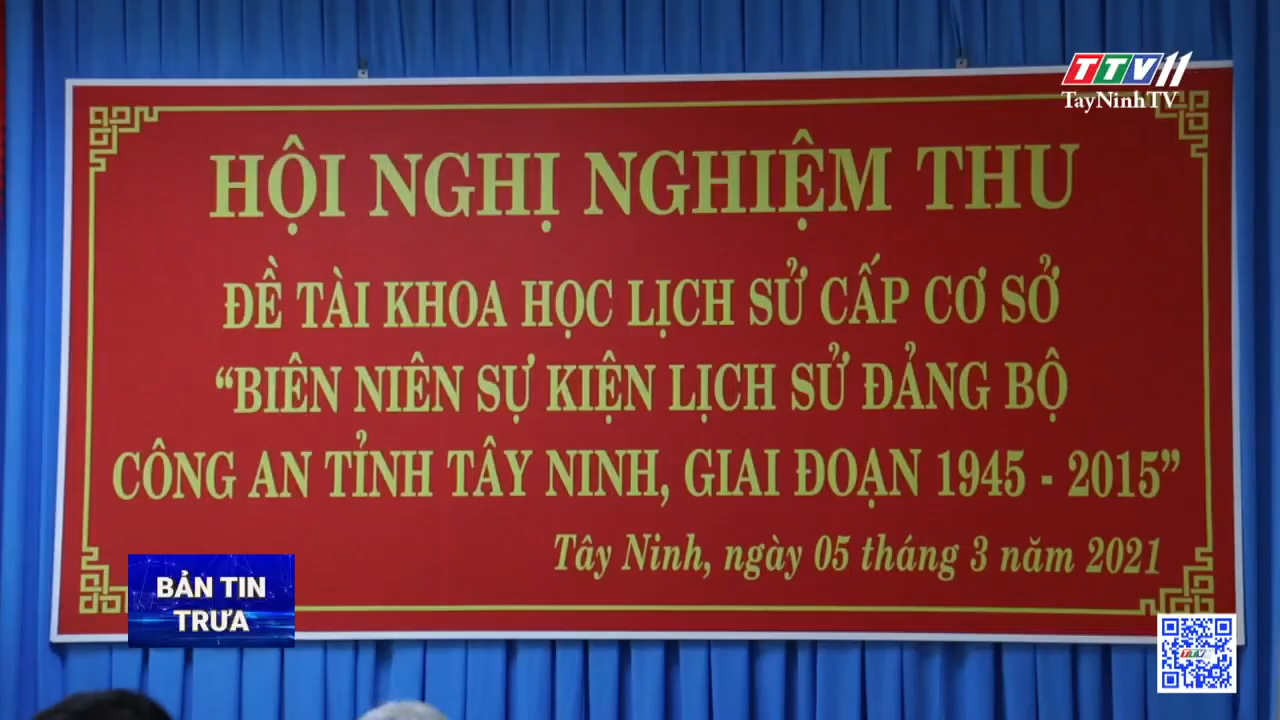 TTV11
TayNinhTV
HỘI NGHỊ NGHIỆM THU
ĐỀ TÀI KHOA HỌC LỊCH SỬ CẤP CƠ SỞ
“BIÊN NIÊN SỰ KIỆN LỊCH SỬ ĐẢNG BỘ
CÔNG AN TỈNH TÂY NINH, GIAI ĐOẠN 1945 - 2015”
Tây Ninh, ngày 05 tháng 3 năm 2021
BẢN TIN
TRƯA
TTV